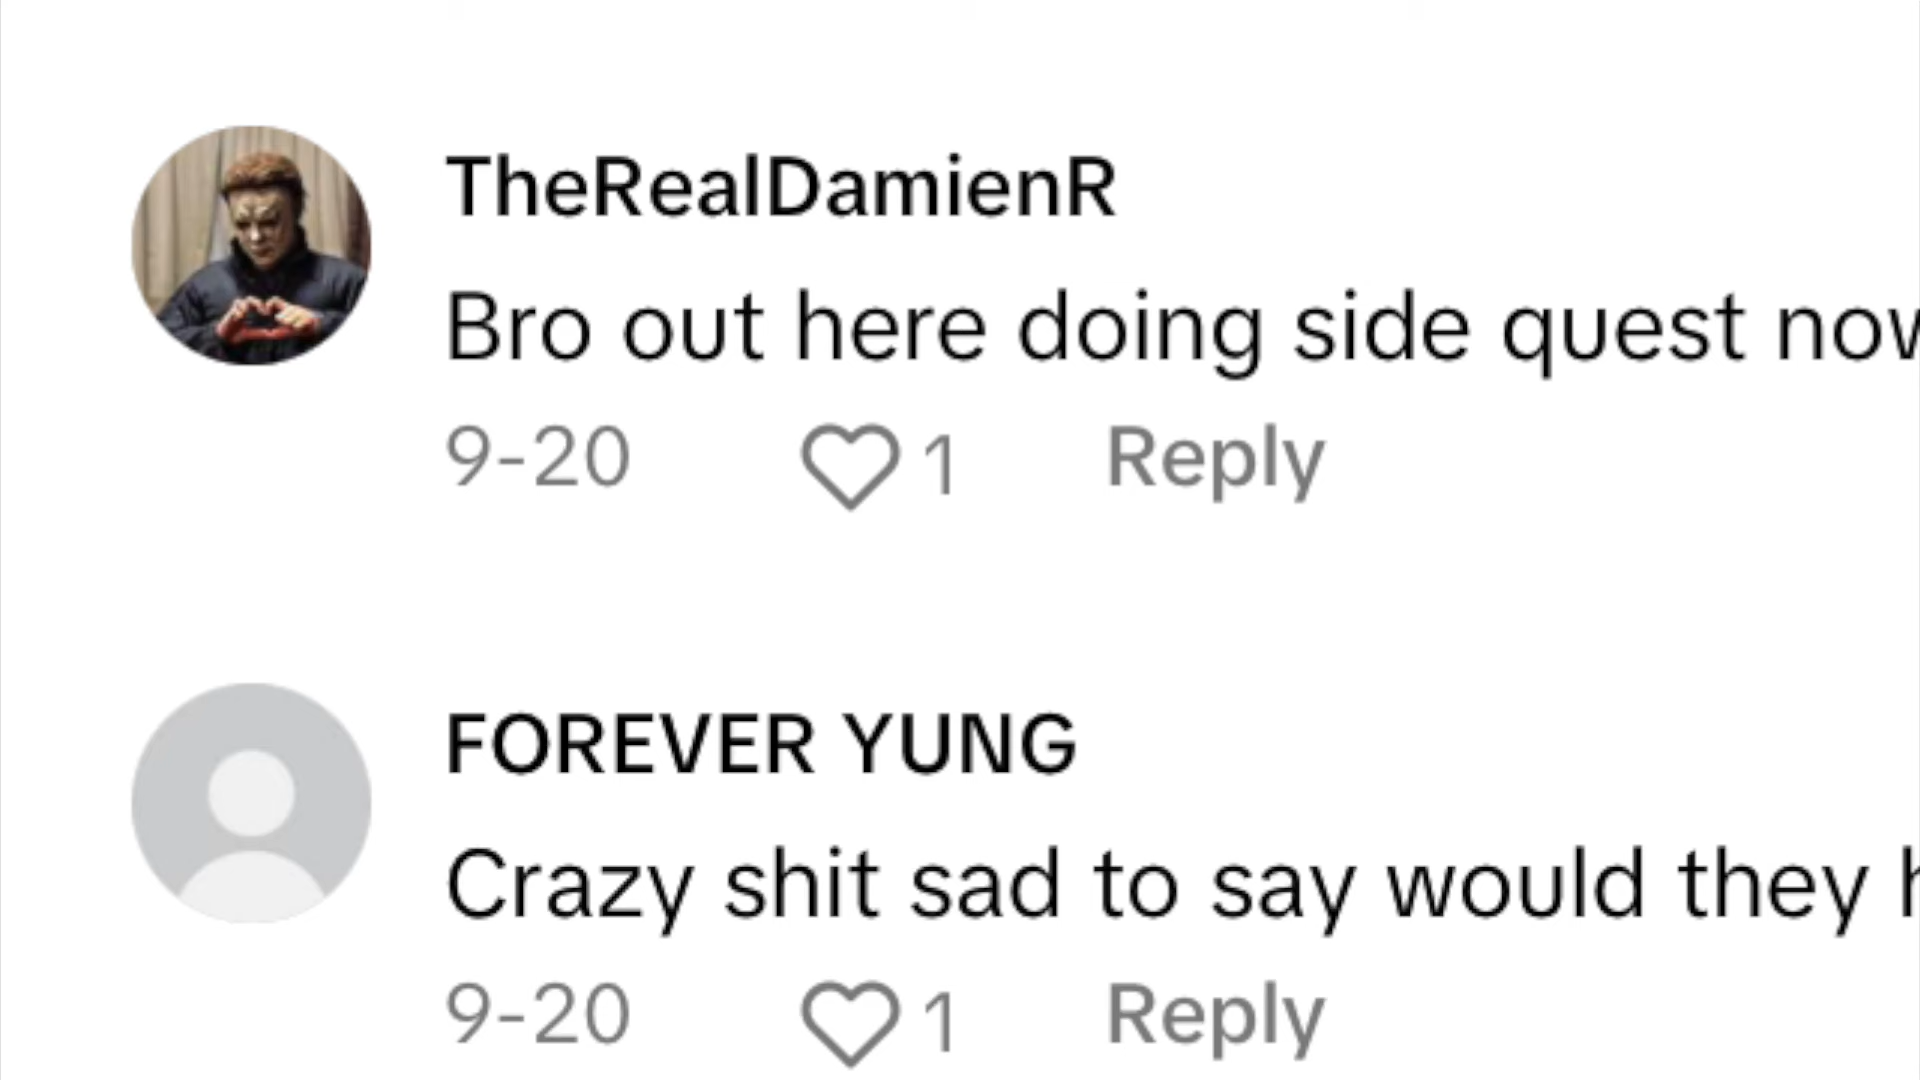 TheRealDamienR
Bro out here doing side quest now
9-20 1 Reply
FOREVER YUNG
Crazy shit sad to say would they
9-20 1 Reply